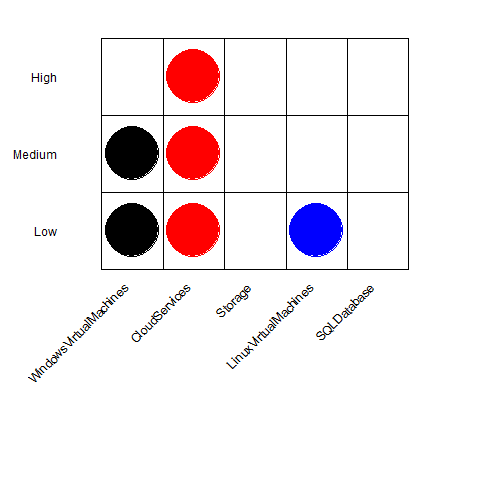 High
Medium
Low
WindowsVirtualMachines
CloudServices
Storage
LinuxVirtualMachines
SQLDatabase